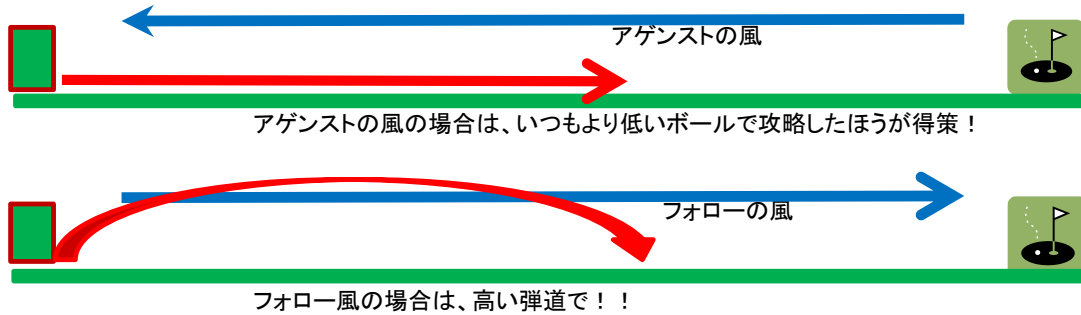 アゲンストの風
アゲンストの風の場合は、いつもより低いボールで攻略したほうが得策！
フォローの風
フォロー風の場合は、高い弾道で！！